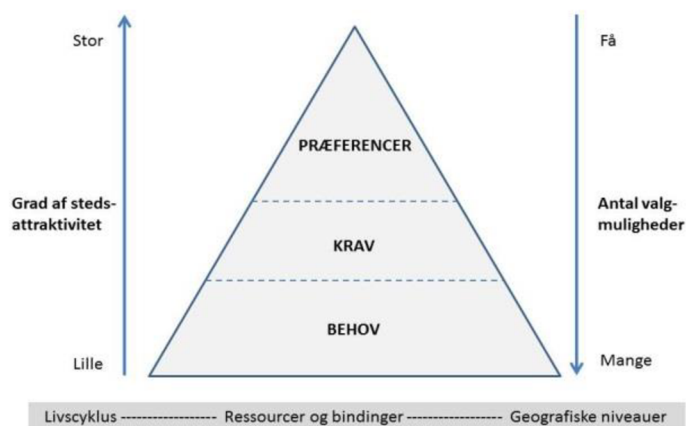 Stor
Få
PRÆFERENCER
Grad af steds-
attraktivitet
Antal valg-
muligheder
KRAV
BEHOV
Lille
Mange
Livscyklus ----------------- Ressourcer og bindinger ----------------- Geografiske niveauer